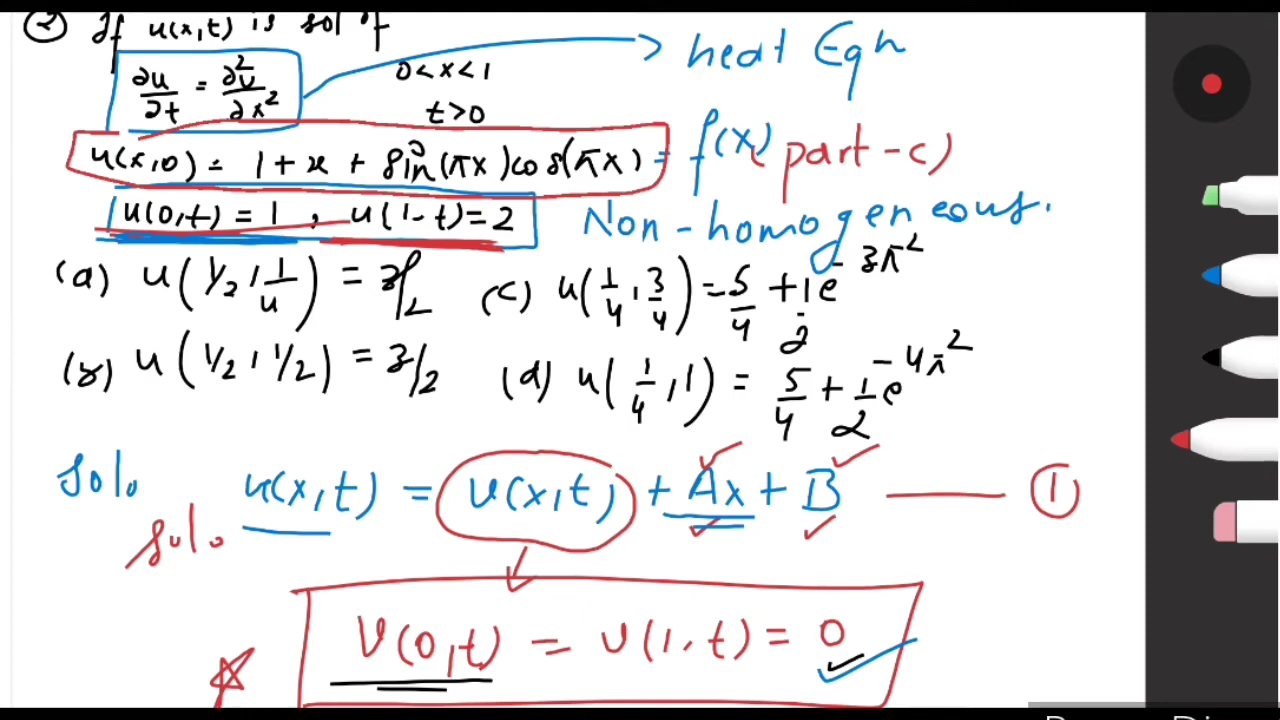 ② If u(x,t) is sol of
∂u/∂t = ∂²u/∂x² 0<x<1 → heat Eqn
t>0
u(x,0) = 1 + x + sin(πx)cos(πx) = f(x) (part-c)
u(0,t) = 1 , u(1,t) = 2 Non-homogeneous.
(a) u(1/2, 1/4) = 3/2 (c) u(1/4, 3/4) = 5/4 + 1/2 e^-3π²
(b) u(1/2, 1/2) = 3/2 (d) u(1/4, 1) = 5/4 + 1/2 e^-4π²
Sol. u(x,t) = v(x,t) + Ax + B —— ①
Sol.
V(0,t) = v(1,t) = 0